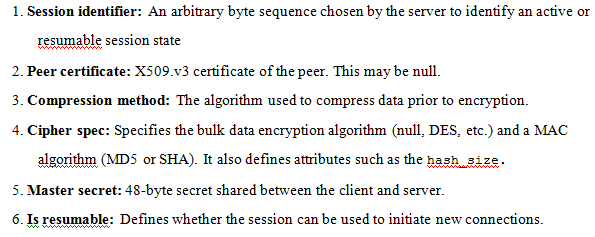 1. Session identifier: An arbitrary byte sequence chosen by the server to identify an active or
resumable session state
2. Peer certificate: X509.v3 certificate of the peer. This may be null.
3. Compression method: The algorithm used to compress data prior to encryption.
4. Cipher spec: Specifies the bulk data encryption algorithm (null, DES, etc.) and a MAC
algorithm (MD5 or SHA). It also defines attributes such as the hash_size.
5. Master secret: 48-byte secret shared between the client and server.
6. Is resumable: Defines whether the session can be used to initiate new connections.